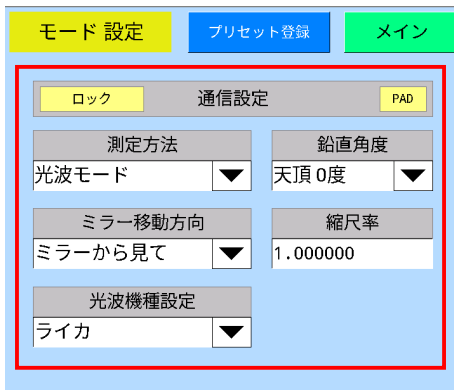 モード 設定 プリセット登録 メイン
ロック 通信設定 PAD
測定方法 鉛直角度
光波モード 天頂 0度
ミラー移動方向 縮尺率
ミラーから見て 1.000000
光波機種設定
ライカ